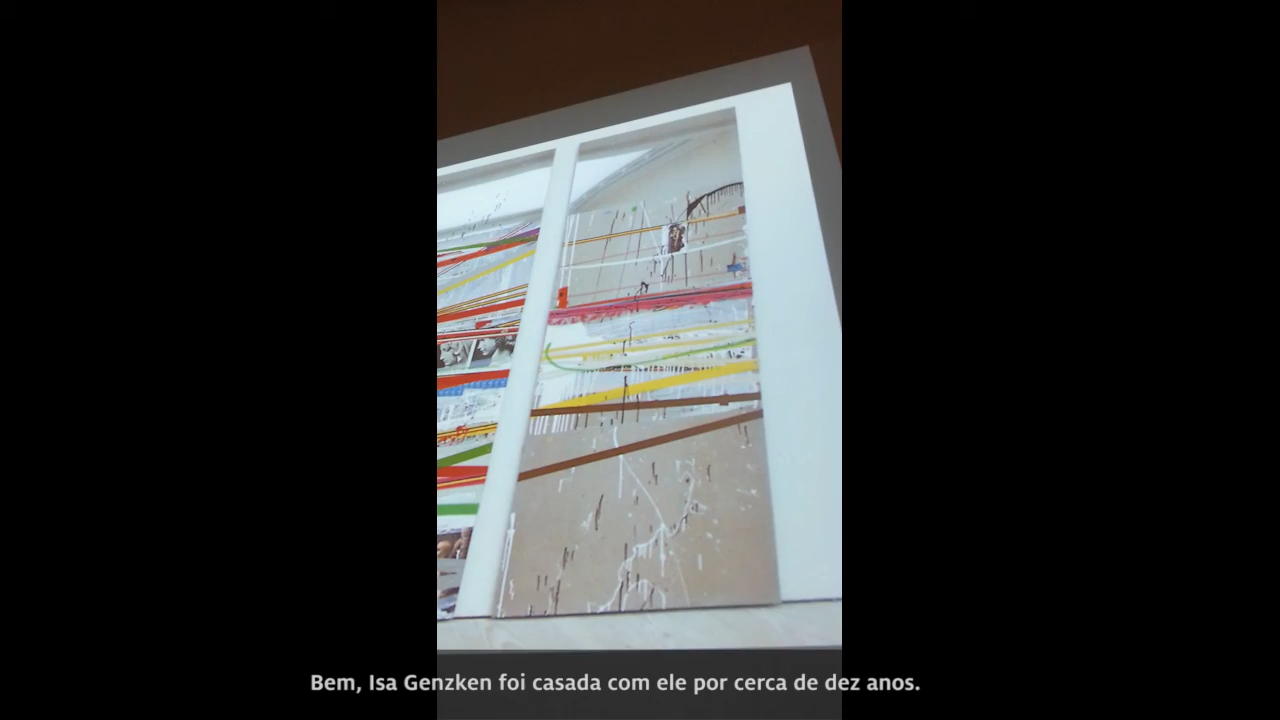 Bem, Isa Genzken foi casada com ele por cerca de dez anos.